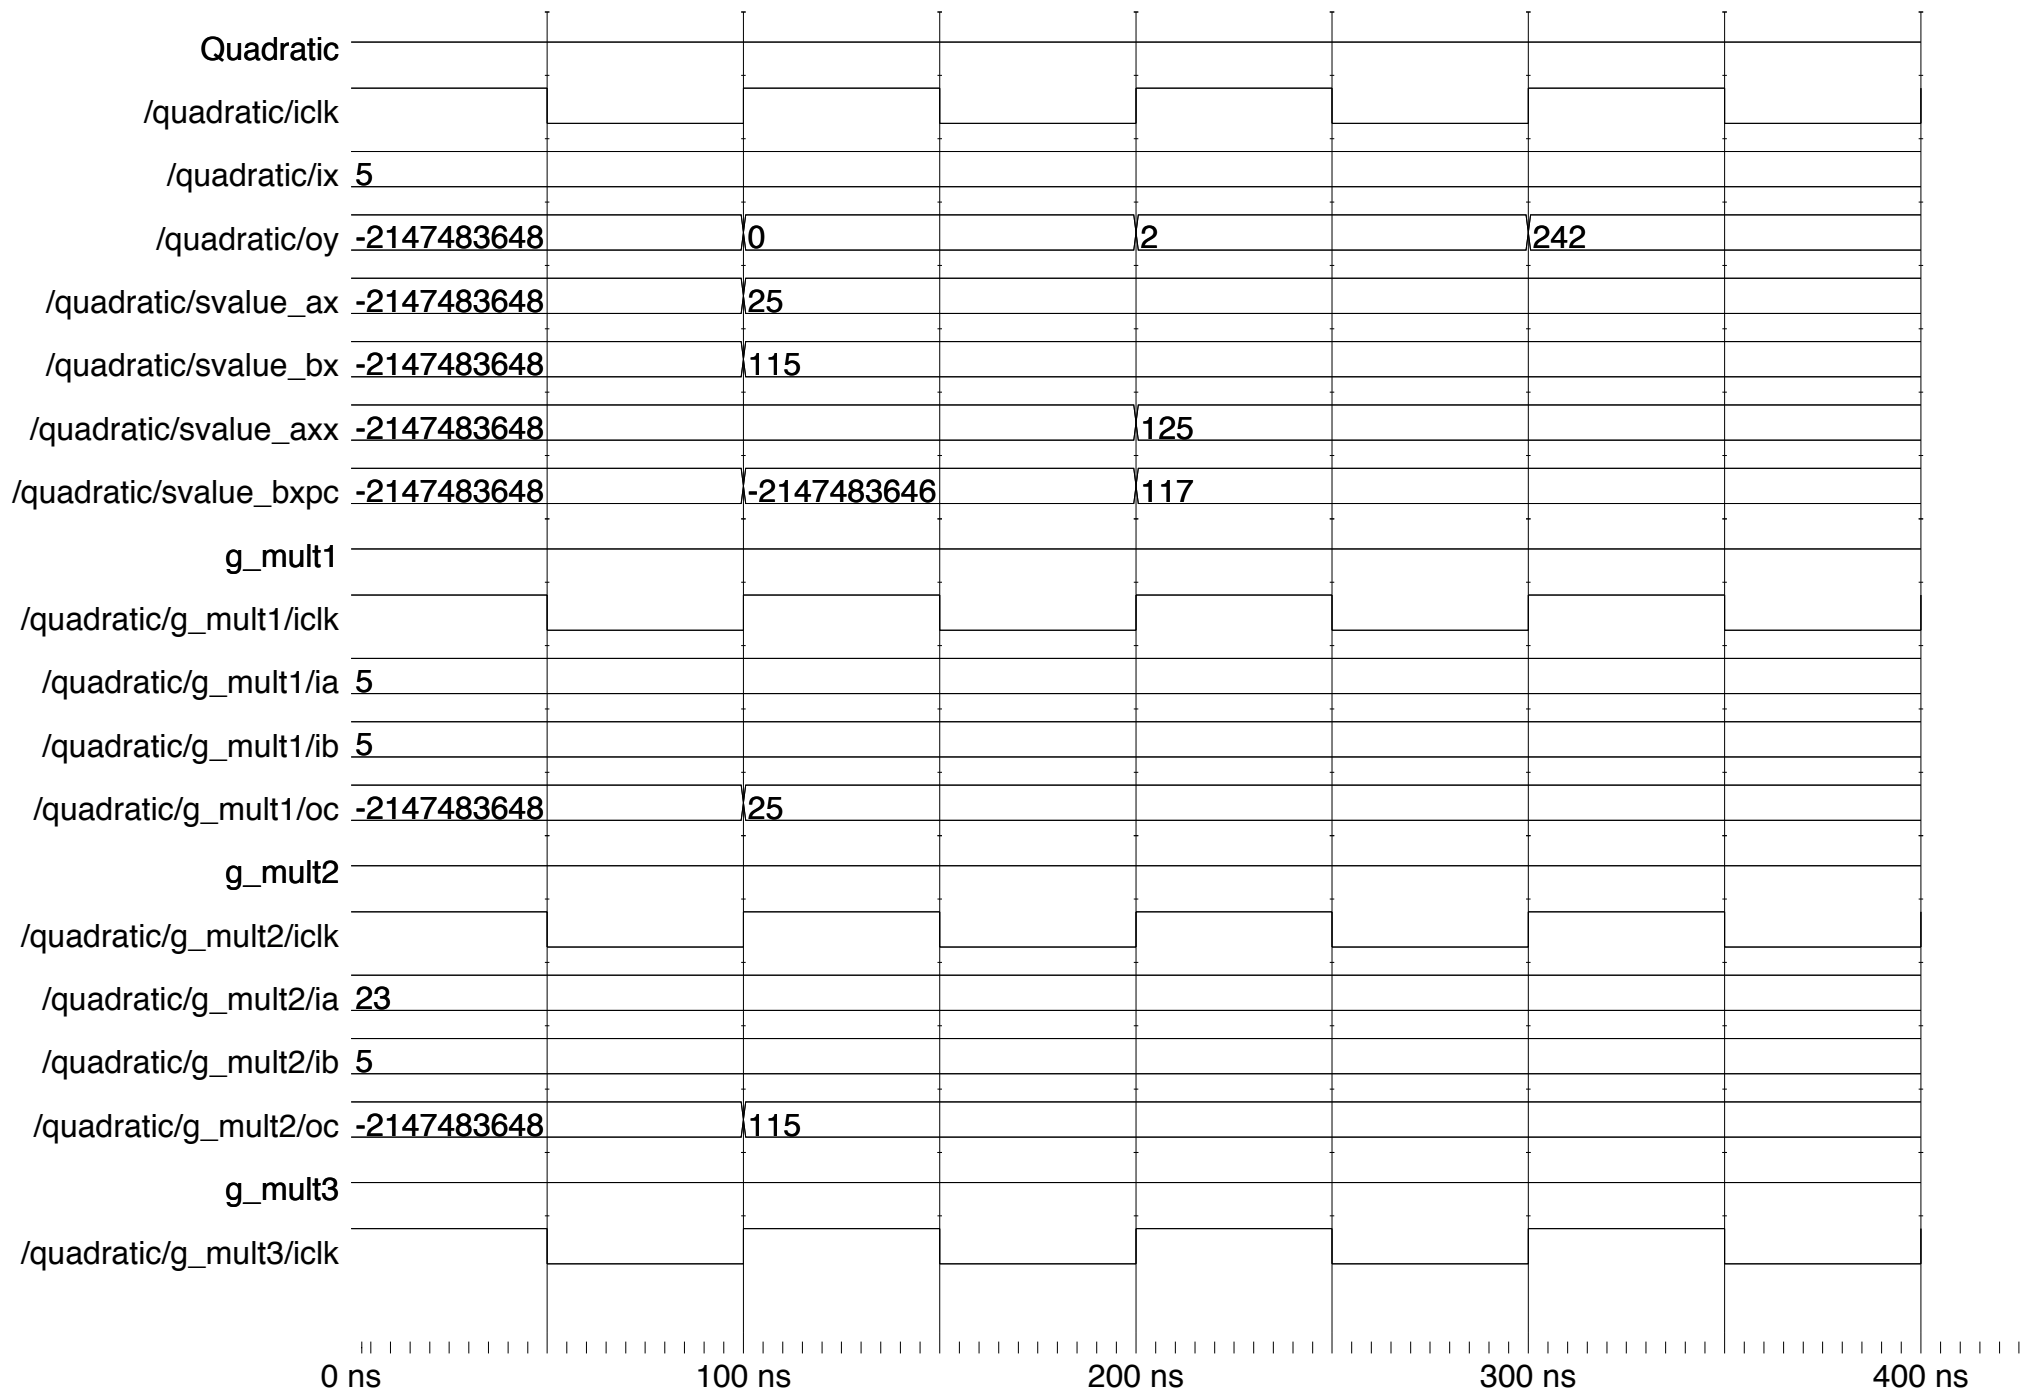 Quadratic
/quadratic/iclk
/quadratic/ix 5
/quadratic/oy -2147483648 0 2 242
/quadratic/svalue_ax -2147483648 25
/quadratic/svalue_bx -2147483648 115
/quadratic/svalue_axx -2147483648 125
/quadratic/svalue_bxpc -2147483648 -2147483646 117
g_mult1
/quadratic/g_mult1/iclk
/quadratic/g_mult1/ia 5
/quadratic/g_mult1/ib 5
/quadratic/g_mult1/oc -2147483648 25
g_mult2
/quadratic/g_mult2/iclk
/quadratic/g_mult2/ia 23
/quadratic/g_mult2/ib 5
/quadratic/g_mult2/oc -2147483648 115
g_mult3
/quadratic/g_mult3/iclk
0 ns 100 ns 200 ns 300 ns 400 ns